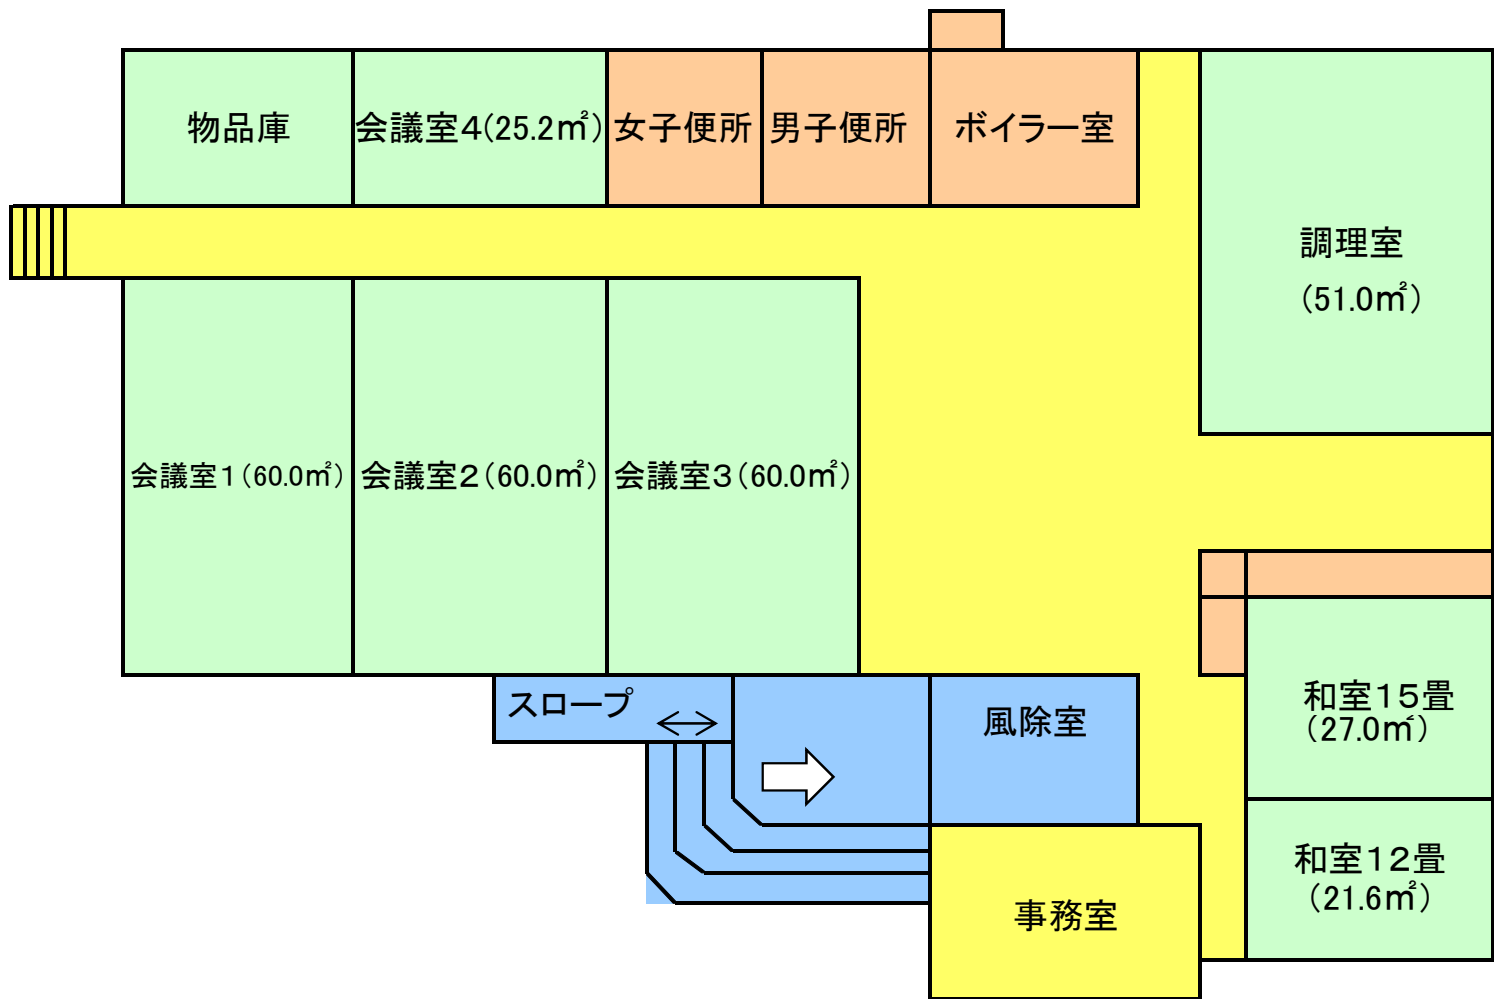 物品庫
会議室４(25.2㎡)
女子便所
男子便所
ボイラー室
調理室
(51.0㎡)
会議室１(60.0㎡)
会議室２(60.0㎡)
会議室３(60.0㎡)
スロープ
風除室
和室１５畳
(27.0㎡)
和室１２畳
(21.6㎡)
事務室